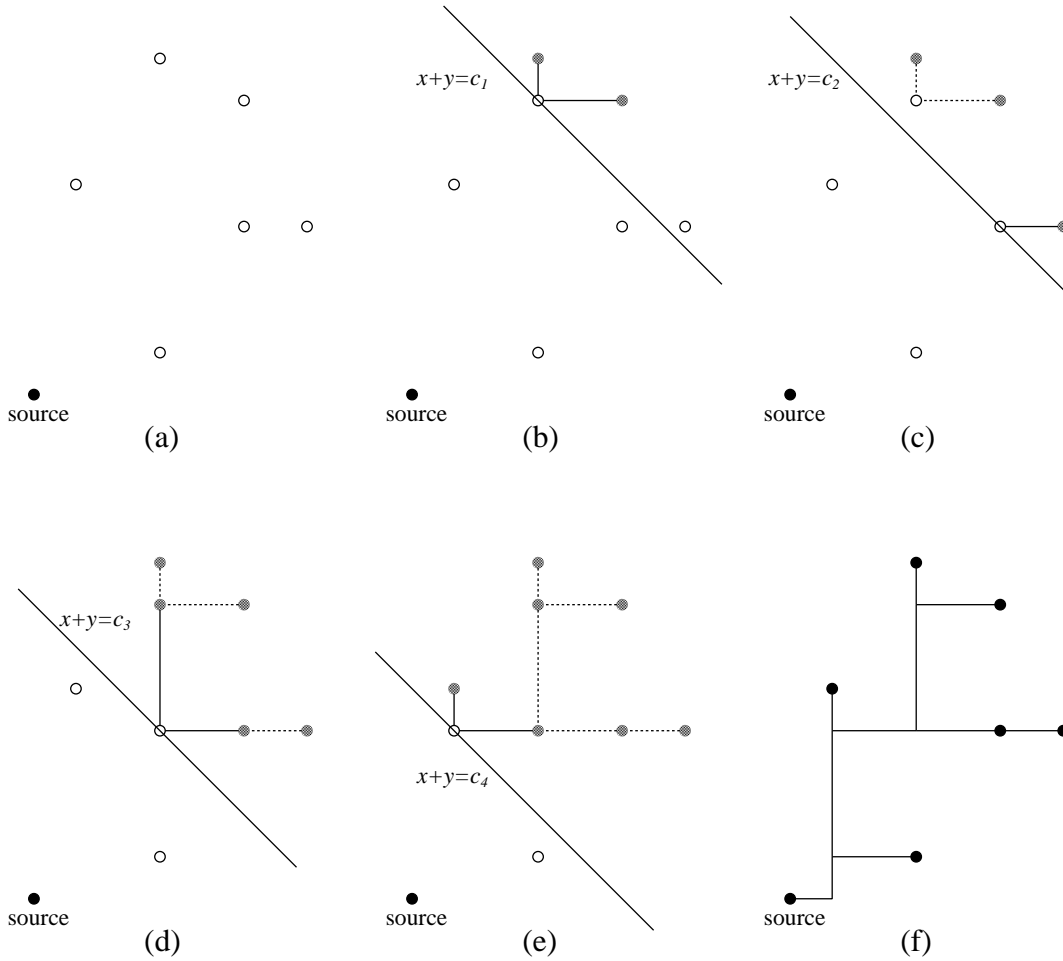 x+y=c1
x+y=c2
source
source
source
(a)
(b)
(c)
x+y=c3
x+y=c4
source
source
source
(d)
(e)
(f)